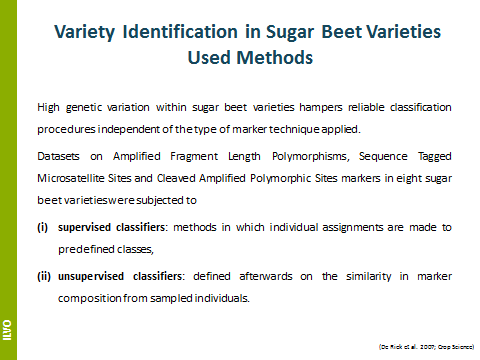 Variety Identification in Sugar Beet Varieties
Used Methods
High genetic variation within sugar beet varieties hampers reliable classification
procedures independent of the type of marker technique applied.
Datasets on Amplified Fragment Length Polymorphisms, Sequence Tagged
Microsatellite Sites and Cleaved Amplified Polymorphic Sites markers in eight sugar
beet varieties were subjected to
(i) supervised classifiers: methods in which individual assignments are made to
predefined classes,
(ii) unsupervised classifiers: defined afterwards on the similarity in marker
composition from sampled individuals.
ILVO
(De Riek et al. 2007; Crop Science)